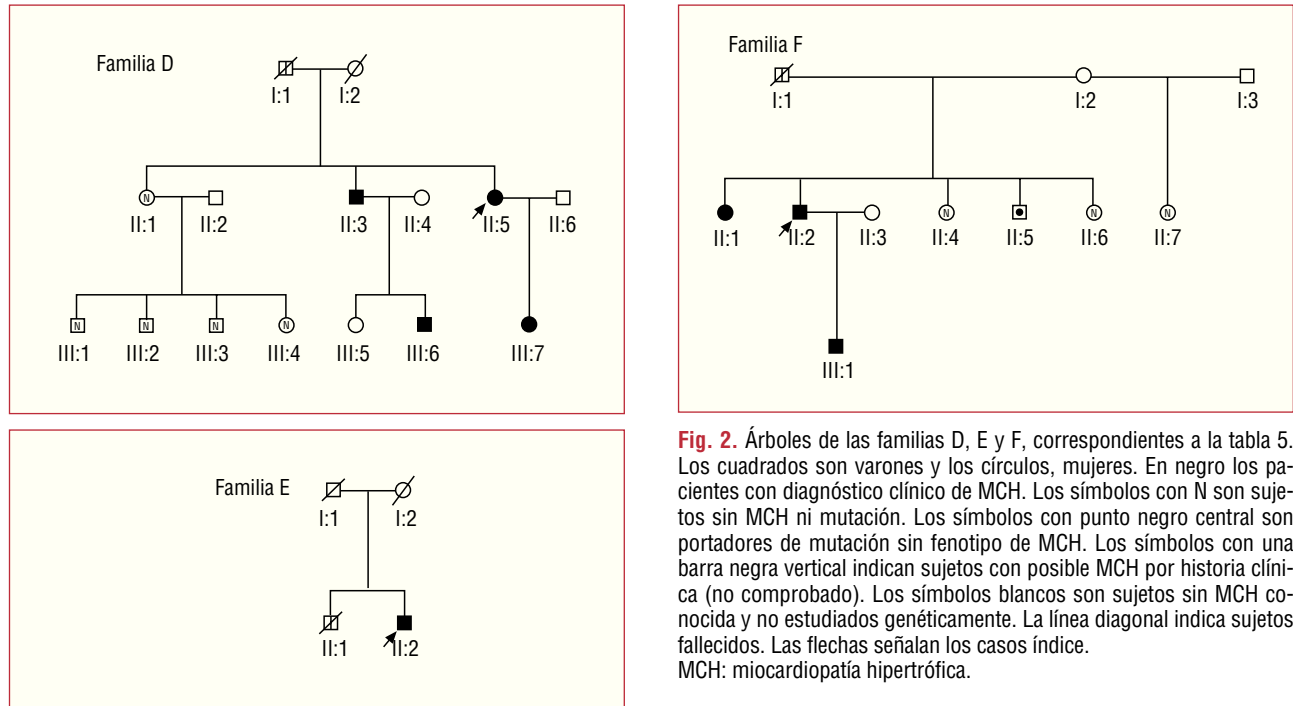 Familia D
I:1 I:2
N
II:1 II:2 II:3 II:4 II:5 II:6
N N N N
III:1 III:2 III:3 III:4 III:5 III:6 III:7
Familia E
I:1 I:2
II:1 II:2
Familia F
I:1 I:2 I:3
N N N
II:1 II:2 II:3 II:4 II:5 II:6 II:7
III:1
Fig. 2. Árboles de las familias D, E y F, correspondientes a la tabla 5.
Los cuadrados son varones y los círculos, mujeres. En negro los pa-
cientes con diagnóstico clínico de MCH. Los símbolos con N son suje-
tos sin MCH ni mutación. Los símbolos con punto negro central son
portadores de mutación sin fenotipo de MCH. Los símbolos con una
barra negra vertical indican sujetos con posible MCH por historia clíni-
ca (no comprobado). Los símbolos blancos son sujetos sin MCH co-
nocida y no estudiados genéticamente. La línea diagonal indica sujetos
fallecidos. Las flechas señalan los casos índice.
MCH: miocardiopatía hipertrófica.